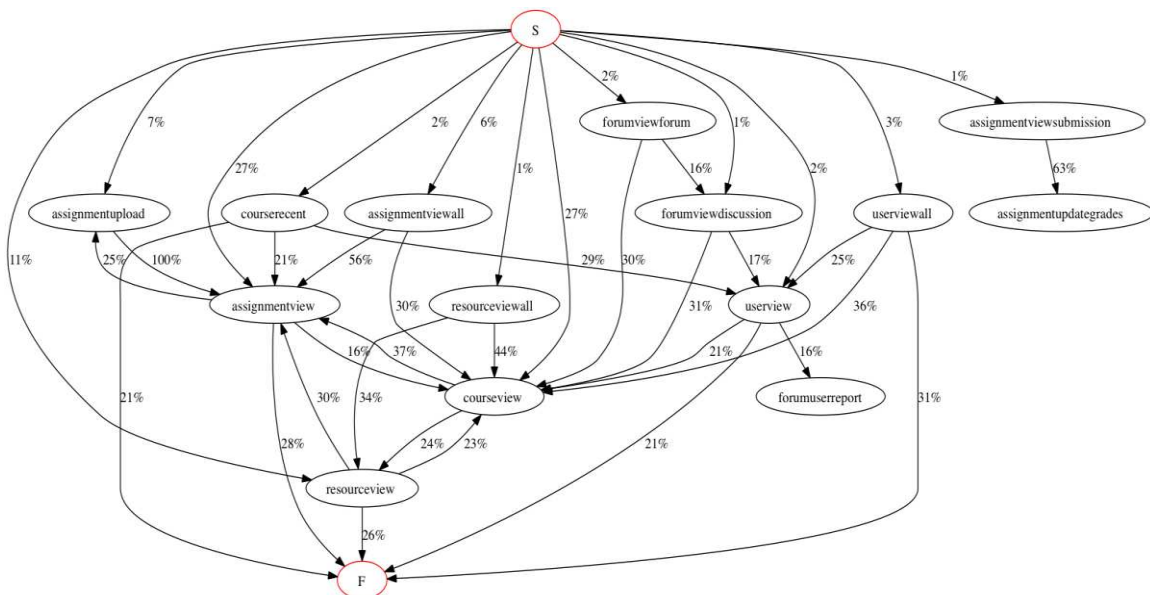 S
2%
1%
forumviewforum
assignmentviewsubmission
7%
2%
6%
1%
3%
27%
1%
16%
2%
63%
assignmentupload
courserecent
assignmentviewall
27%
forumviewdiscussion
userviewall
assignmentupdategrades
11%
25%
100%
21%
56%
29%
30%
17%
25%
assignmentview
resourceviewall
userview
30%
31%
36%
16%
37%
44%
21%
16%
courseview
forumuserreport
21%
30%
34%
31%
28%
24%
23%
21%
resourceview
26%
F